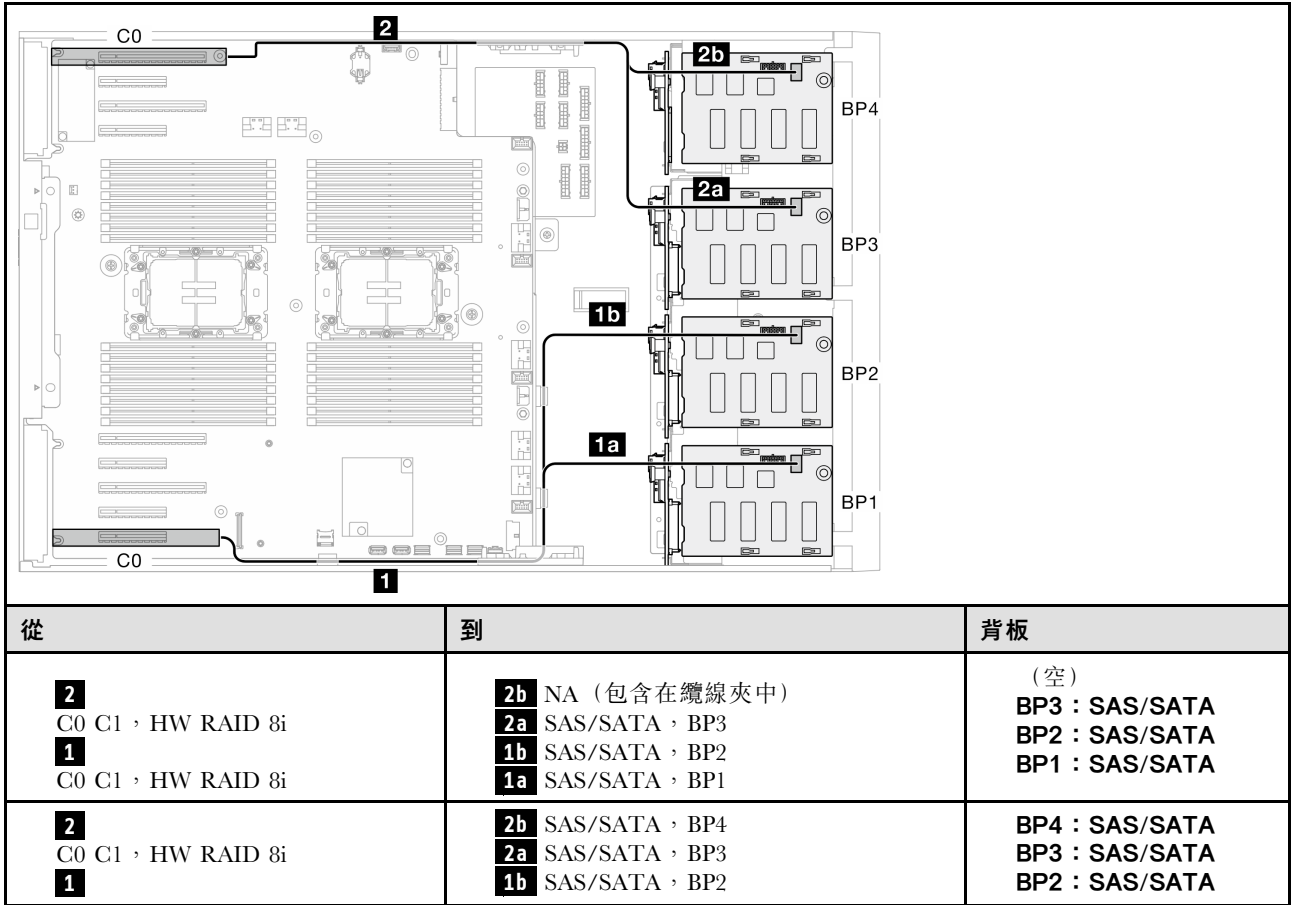 C0
2
2b
BP4
2a
BP3
1b
BP2
1a
BP1
C0
1
從
到
背板
2
C0 C1，HW RAID 8i
1
C0 C1，HW RAID 8i
2b NA（包含在纜線夾中）
2a SAS/SATA，BP3
1b SAS/SATA，BP2
1a SAS/SATA，BP1
（空）
BP3：SAS/SATA
BP2：SAS/SATA
BP1：SAS/SATA
2
C0 C1，HW RAID 8i
1
2b SAS/SATA，BP4
2a SAS/SATA，BP3
1b SAS/SATA，BP2
BP4：SAS/SATA
BP3：SAS/SATA
BP2：SAS/SATA